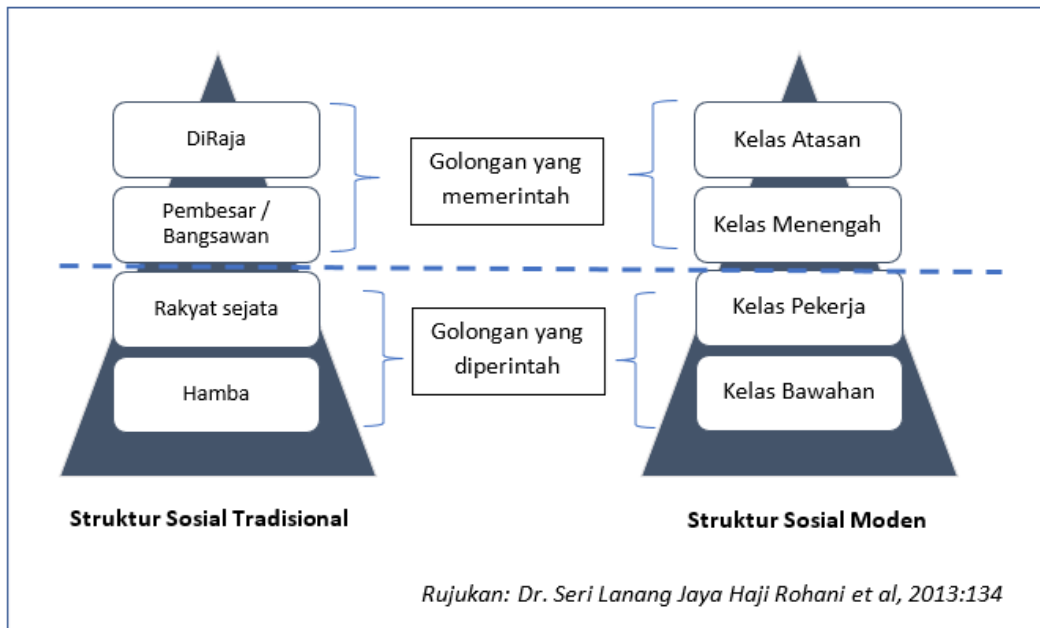 DiRaja
Pembesar /
Bangsawan
Rakyat sejata
Hamba
Golongan yang
memerintah
Golongan yang
diperintah
Kelas Atasan
Kelas Menengah
Kelas Pekerja
Kelas Bawahan
Struktur Sosial Tradisional
Struktur Sosial Moden
Rujukan: Dr. Seri Lanang Jaya Haji Rohani et al, 2013:134